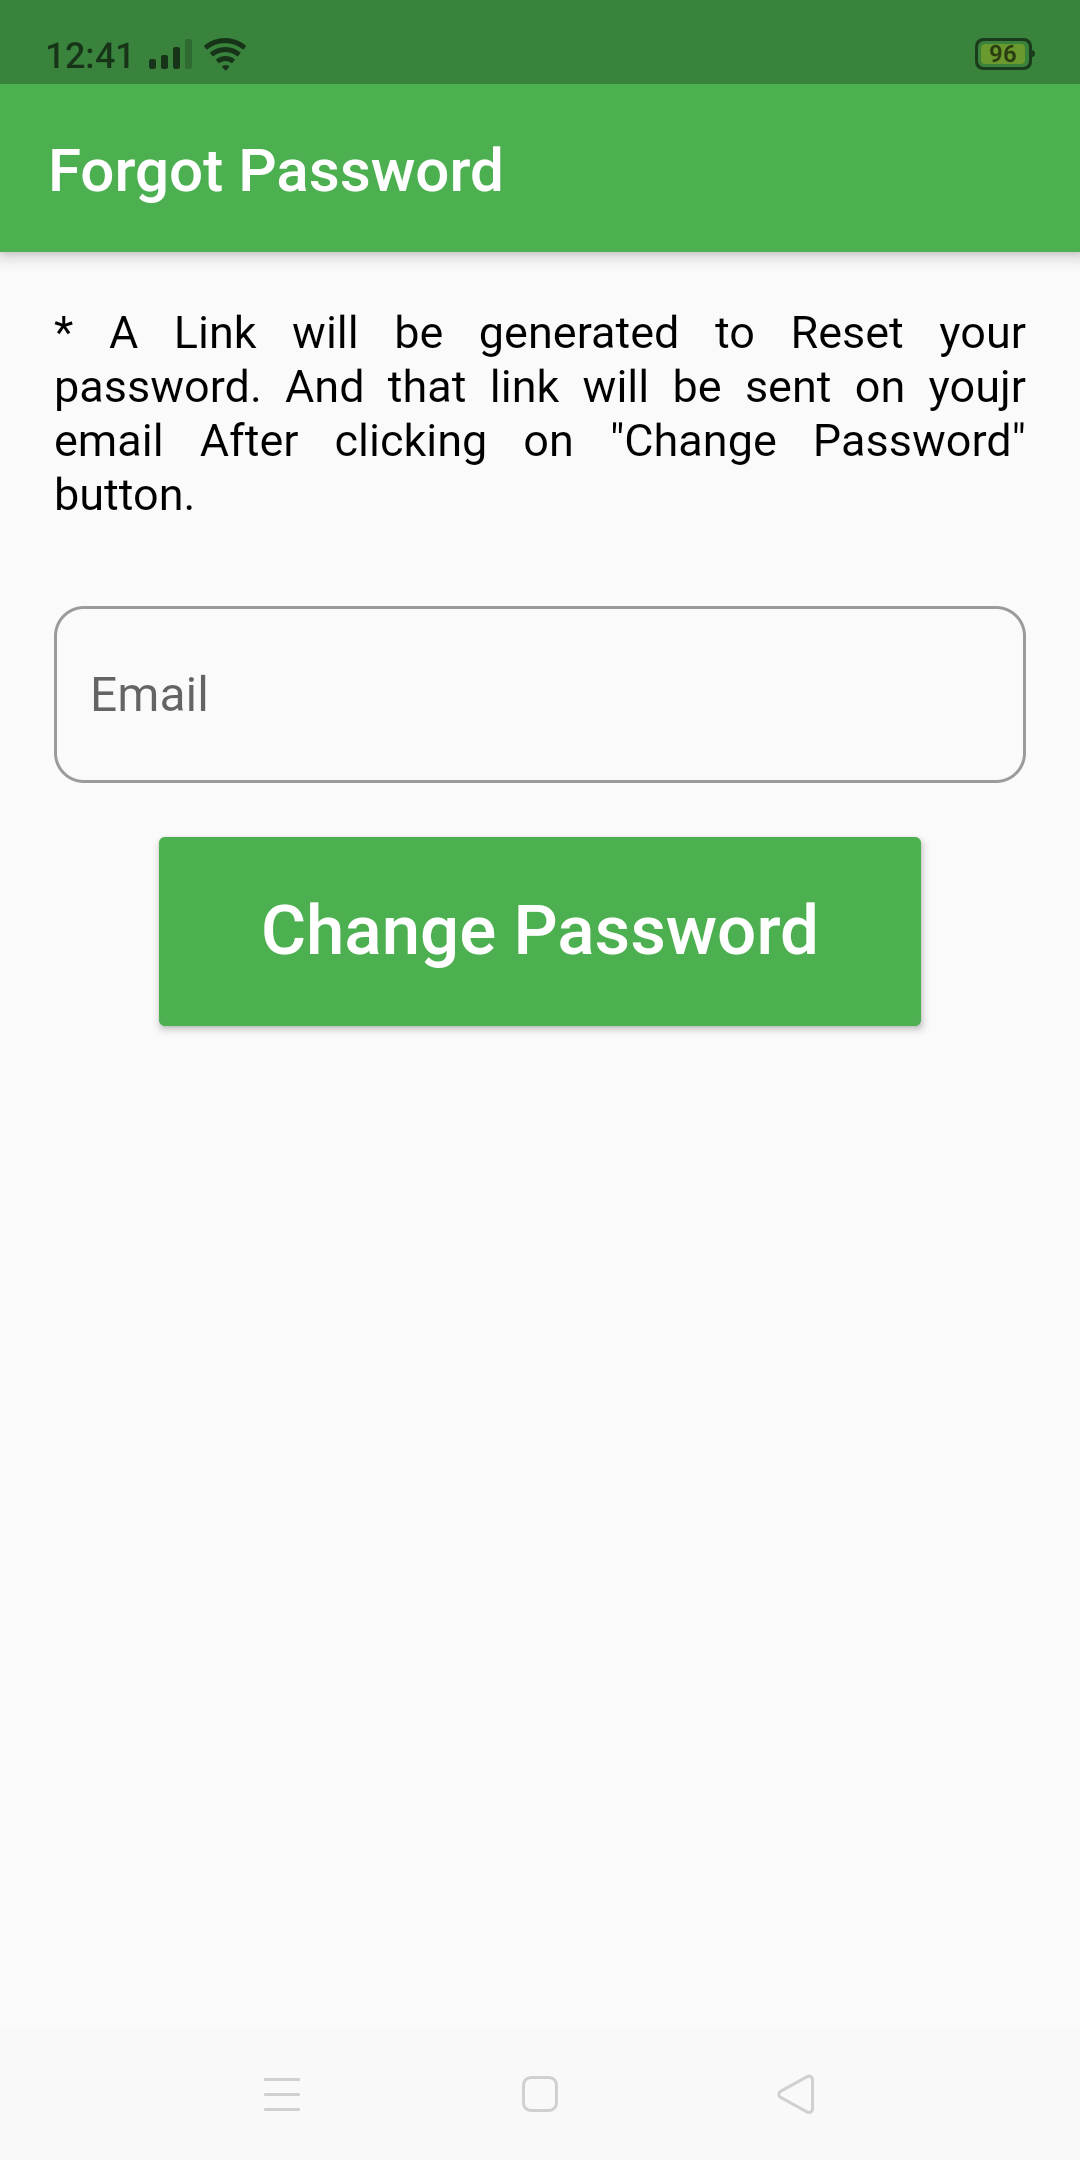 12:41
96
Forgot Password
* A Link will be generated to Reset your
password. And that link will be sent on youjr
email After clicking on "Change Password"
button.
Email
Change Password